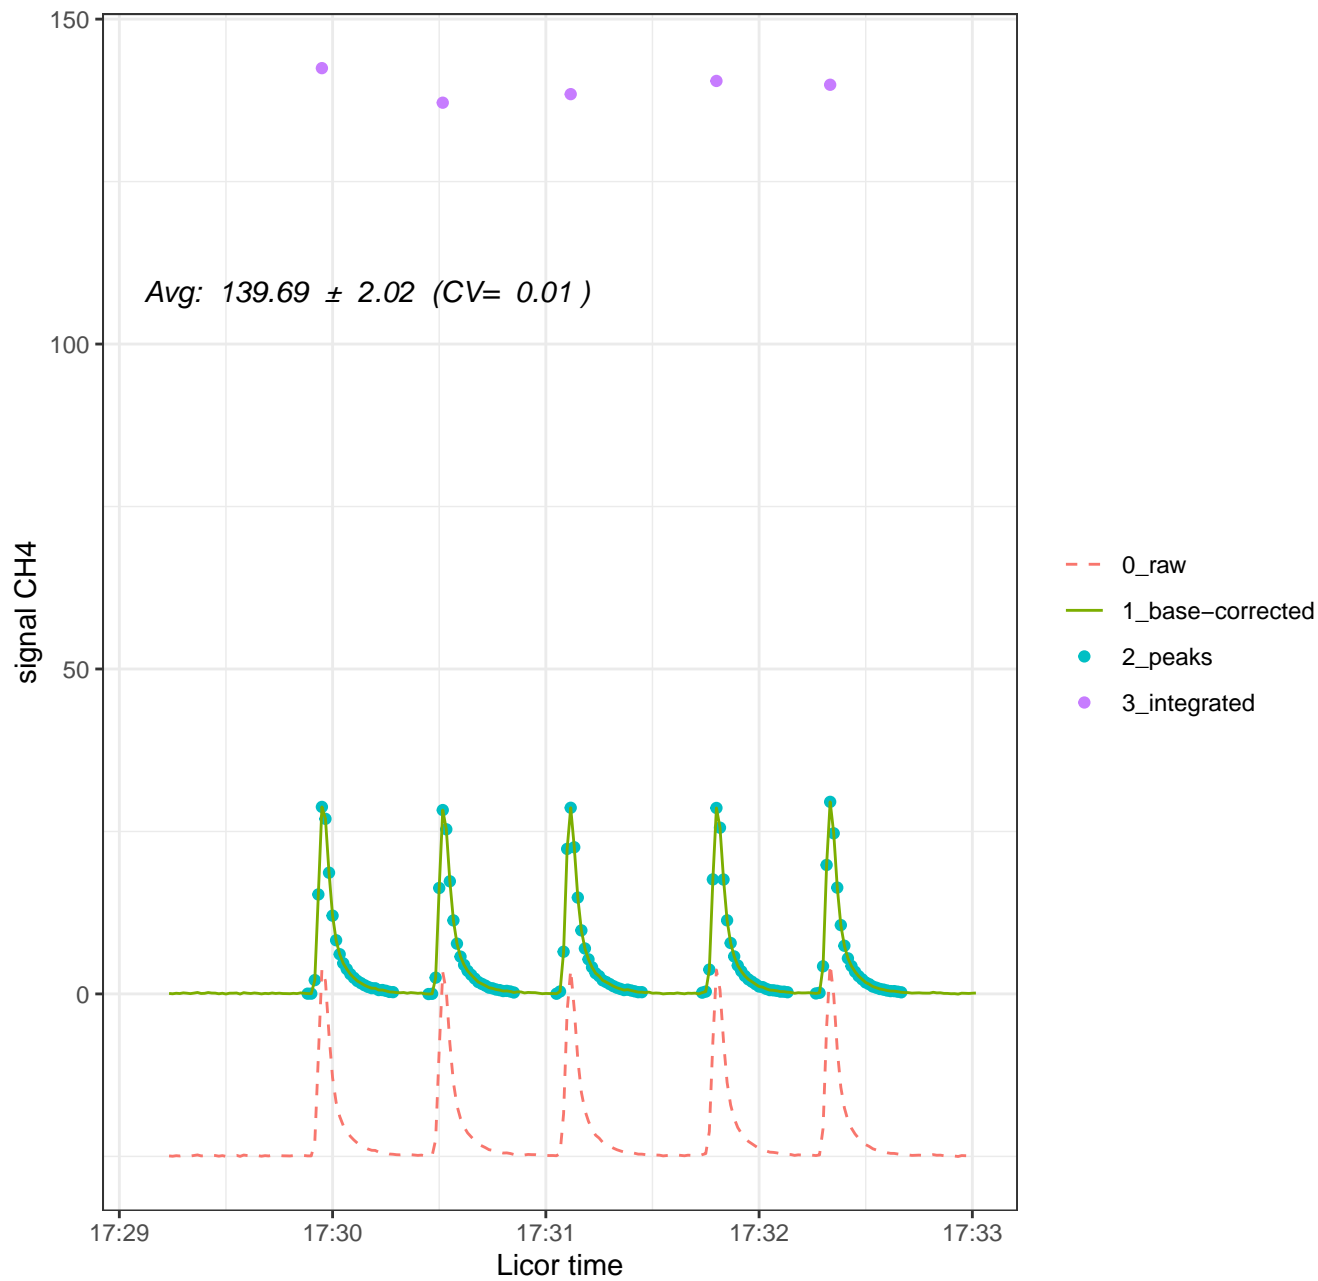 150
Avg: 139.69 ± 2.02 (CV= 0.01 )
100
50
0
signal CH4
17:29 17:30 17:31 17:32 17:33
Licor time
0_raw
1_base−corrected
2_peaks
3_integrated